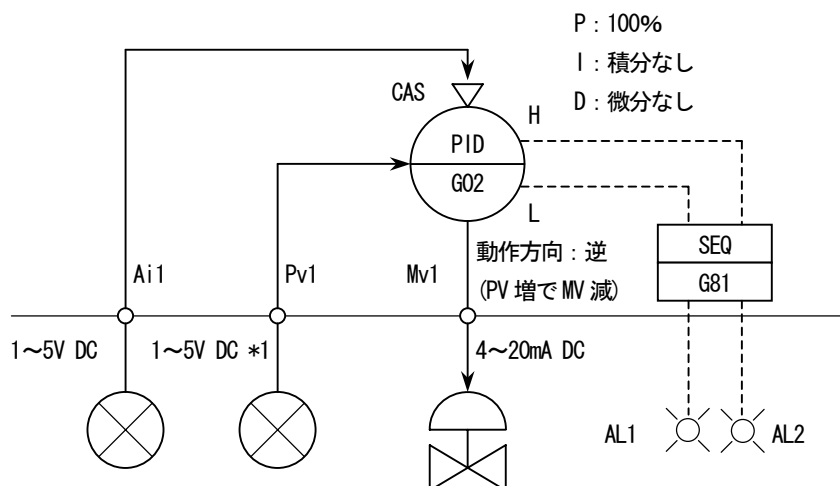 P：100%
I：積分なし
D：微分なし
CAS
H
PID
G02
L
SEQ
G81
Ai1
Pv1
Mv1
動作方向：逆
(PV 増で MV 減)
1～5V DC
1～5V DC *1
4～20mA DC
AL1
AL2